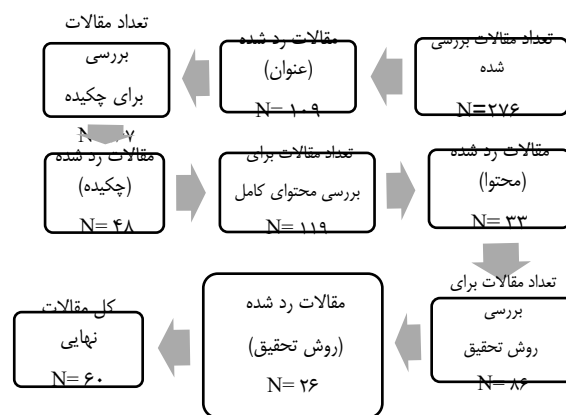 تعداد مقالات بررسی
شده
N=۲۷۶
مقالات رد شده
(عنوان)
N= ۱۰۹
تعداد مقالات
بررسی
برای چکیده
مقالات رد شده
(چکیده)
N= ۴۸
تعداد مقالات برای
بررسی محتوای کامل
N= ۱۱۹
مقالات رد شده
(محتوا)
N= ۳۳
تعداد مقالات برای
بررسی
روش تحقیق
N= ۸۶
مقالات رد شده
(روش تحقیق)
N= ۲۶
کل مقالات
نهایی
N= ۶۰